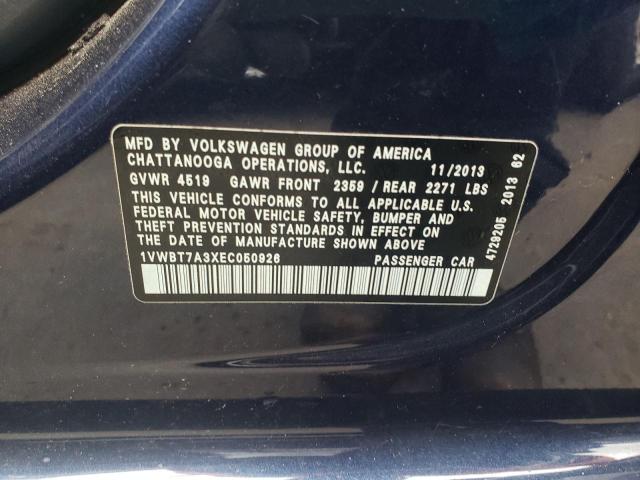 MFD BY VOLKSWAGEN GROUP OF AMERICA
CHATTANOOGA OPERATIONS, LLC. 11/2013
GVWR 4519 GAWR FRONT 2359 / REAR 2271 LBS
THIS VEHICLE CONFORMS TO ALL APPLICABLE U.S.
FEDERAL MOTOR VEHICLE SAFETY, BUMPER AND
THEFT PREVENTION STANDARDS IN EFFECT ON
THE DATE OF MANUFACTURE SHOWN ABOVE.
1VWBT7A3XEC050926 PASSENGER CAR
4729205 2013 62